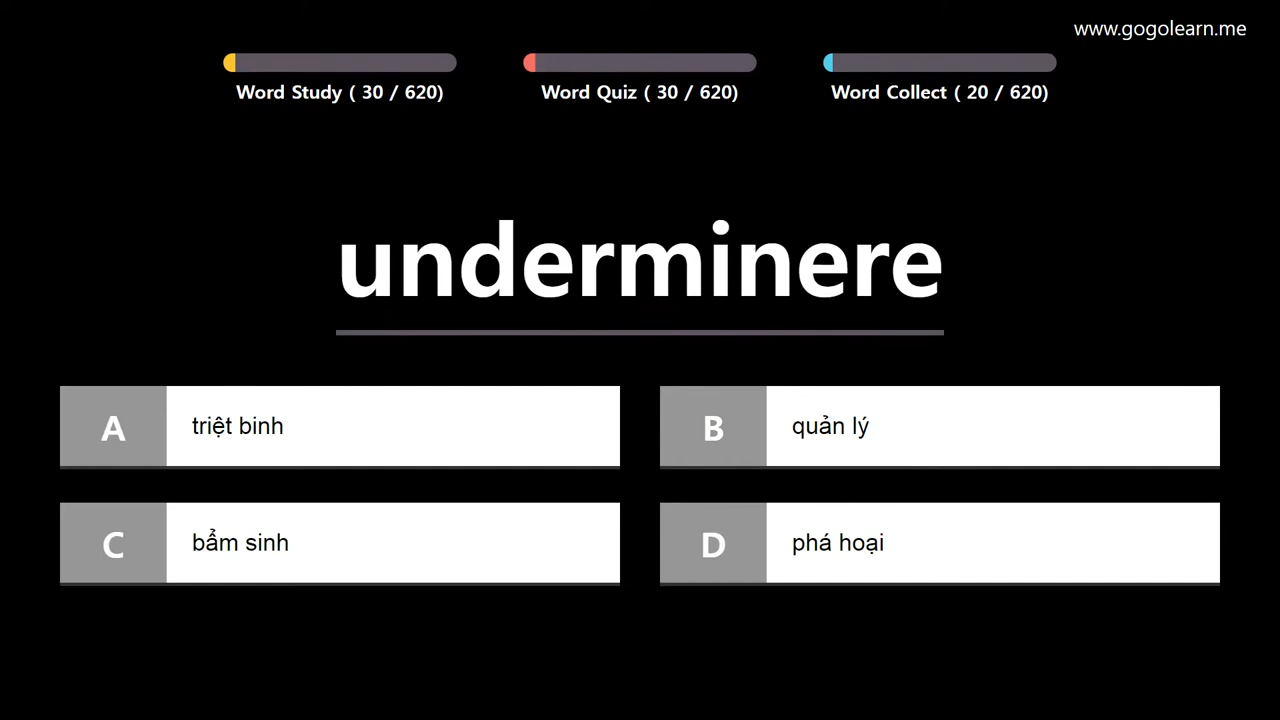 www.gogolearn.me
Word Study ( 30 / 620)
Word Quiz ( 30 / 620)
Word Collect ( 20 / 620)
underminere
A triệt binh
B quản lý
C bẩm sinh
D phá hoại